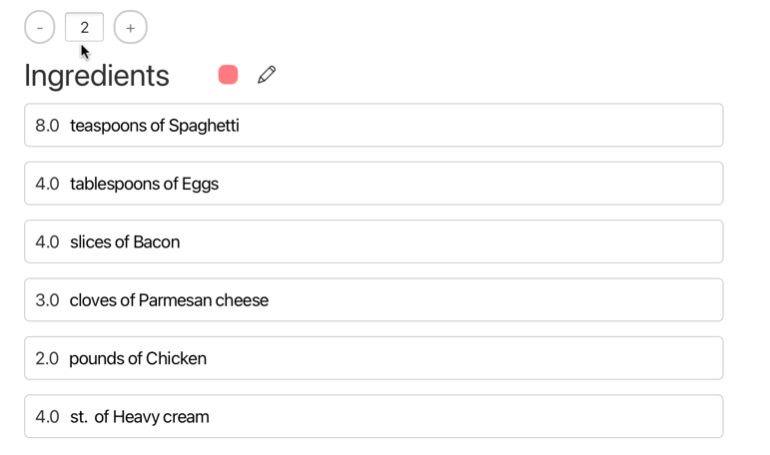 - 2 +
Ingredients
8.0 teaspoons of Spaghetti
4.0 tablespoons of Eggs
4.0 slices of Bacon
3.0 cloves of Parmesan cheese
2.0 pounds of Chicken
4.0 st. of Heavy cream